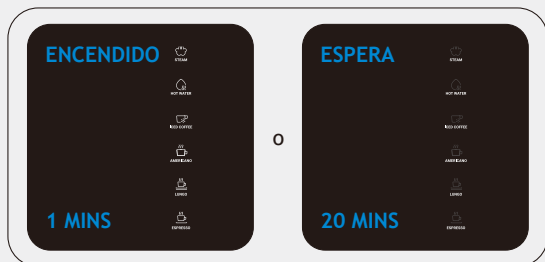 ENCENDIDO
STEAM
HOT WATER
ICED COFFEE
AMERICANO
LUNGO
ESPRESSO
1 MINS
o
ESPERA
STEAM
HOT WATER
ICED COFFEE
AMERICANO
LUNGO
ESPRESSO
20 MINS